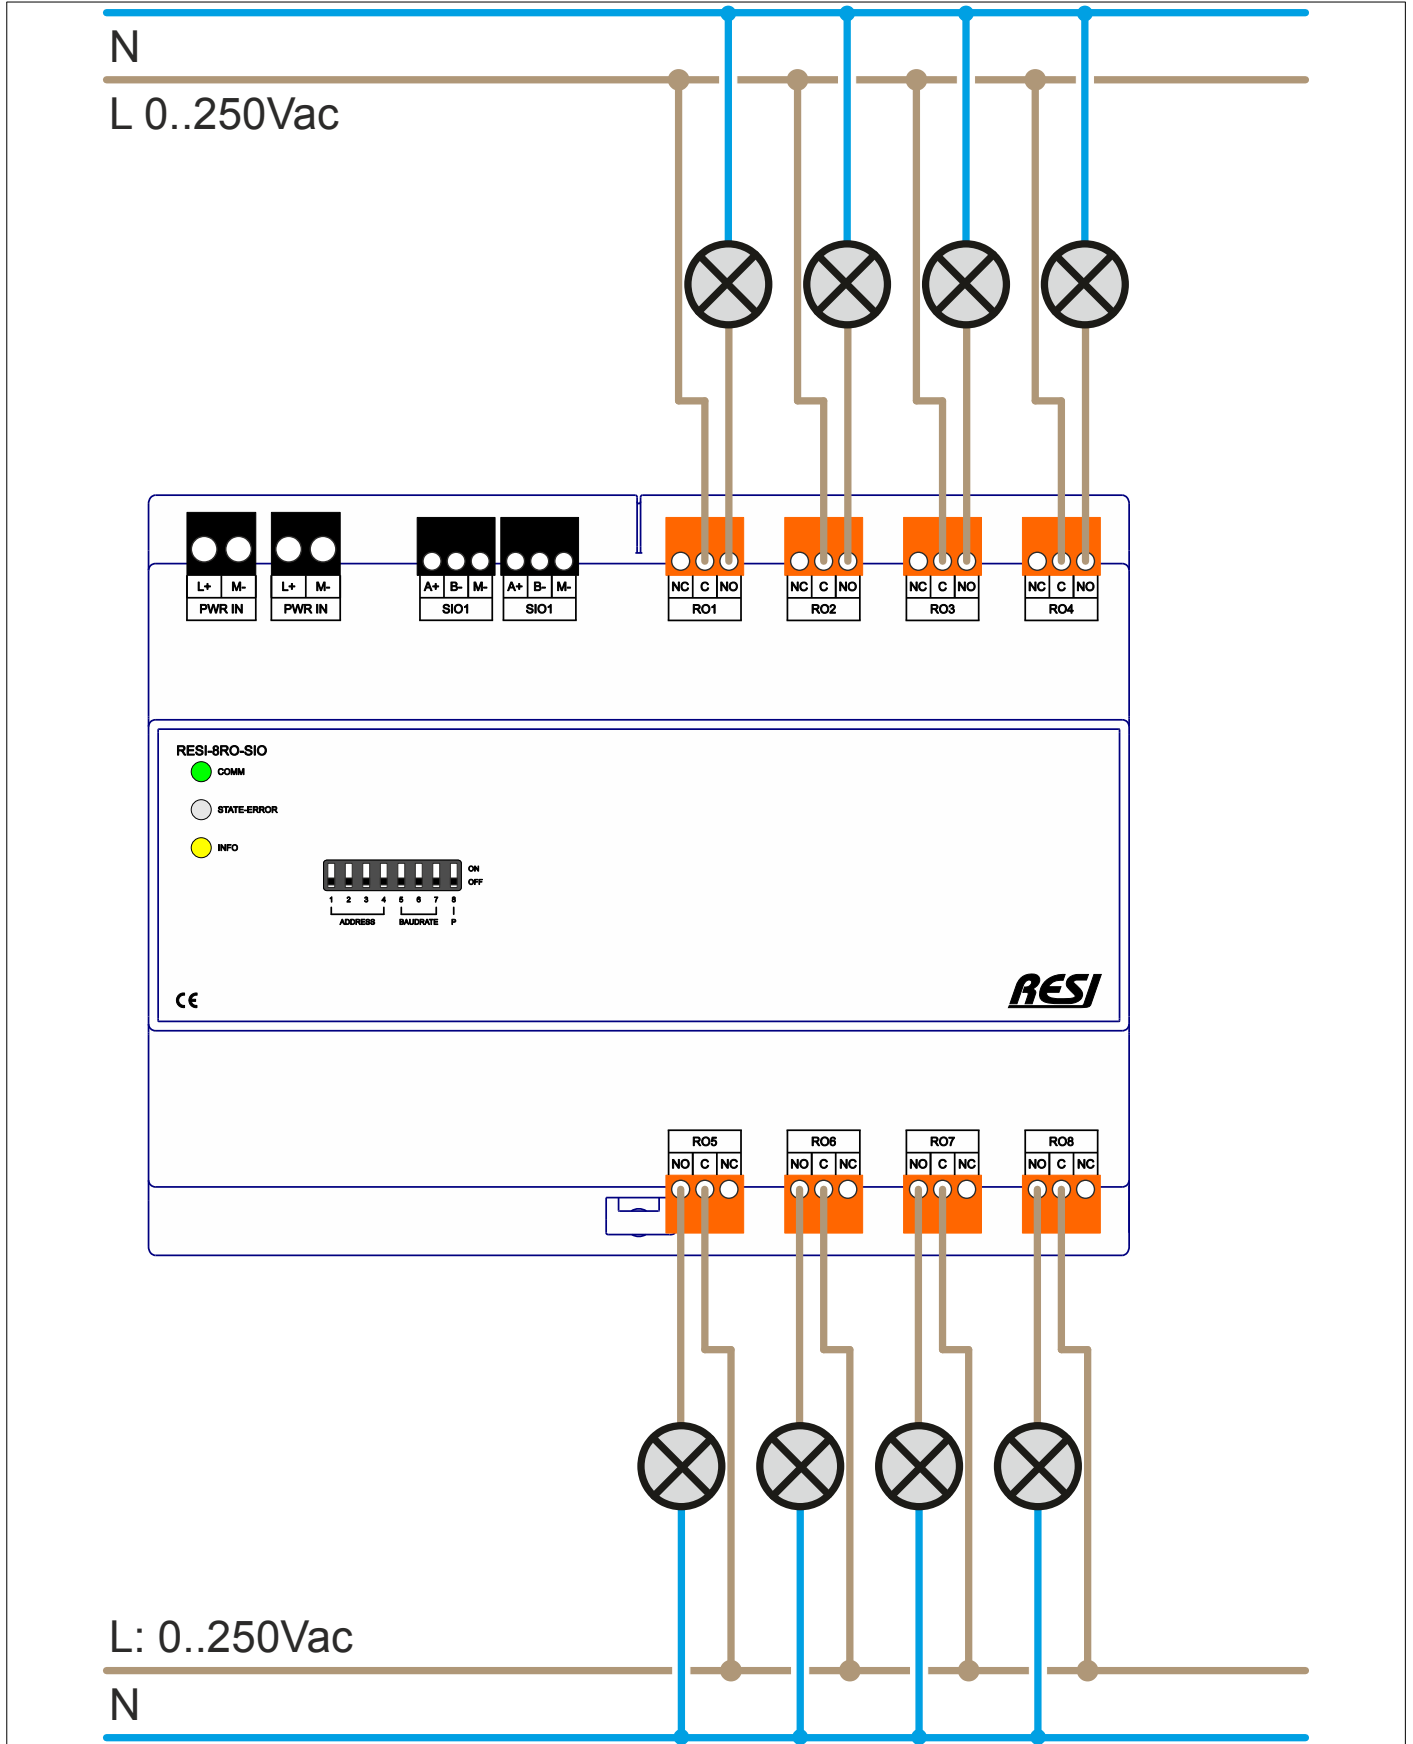 N
L 0..250Vac
L+ M- L+ M- A+ B- M- A+ B- M- NC C NO NC C NO NC C NO NC C NO
PWR IN PWR IN SIO1 SIO1 RO1 RO2 RO3 RO4
RESI-8RO-SIO
COMM
STATE-ERROR
INFO
ON
OFF
1 2 3 4 5 6 7 8
ADDRESS BAUDRATE P
CE RESI
RO5 RO6 RO7 RO8
NO C NC NO C NC NO C NC NO C NC
L: 0..250Vac
N